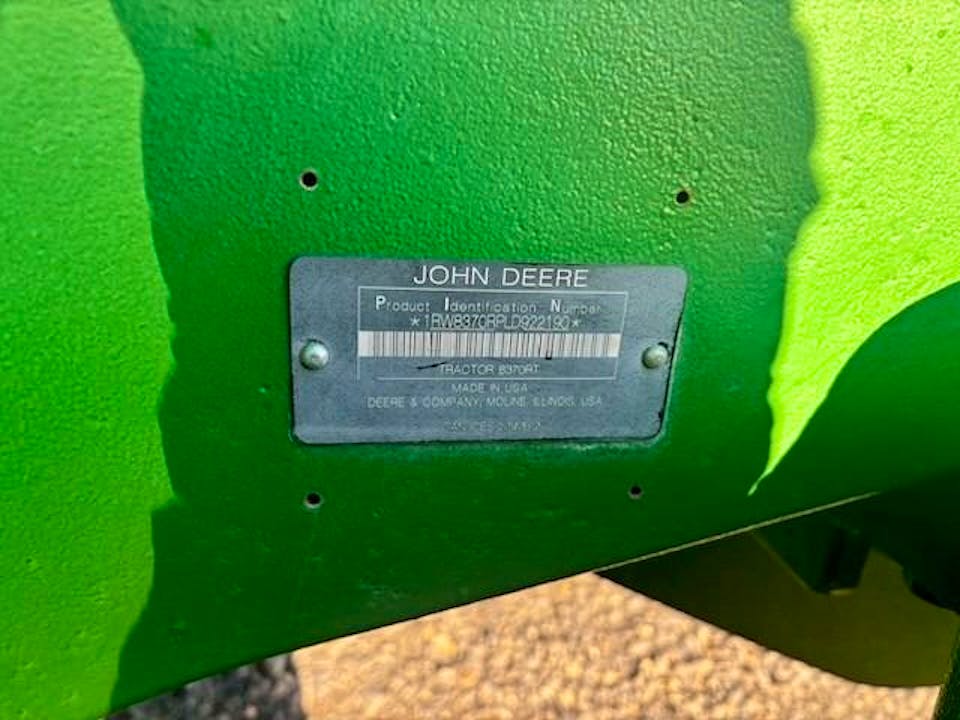 JOHN DEERE
Product Identification Number
*1RW8370RPLD922190*
TRACTOR 8370RT
MADE IN USA
DEERE & COMPANY, MOLINE, ILLINOIS, USA